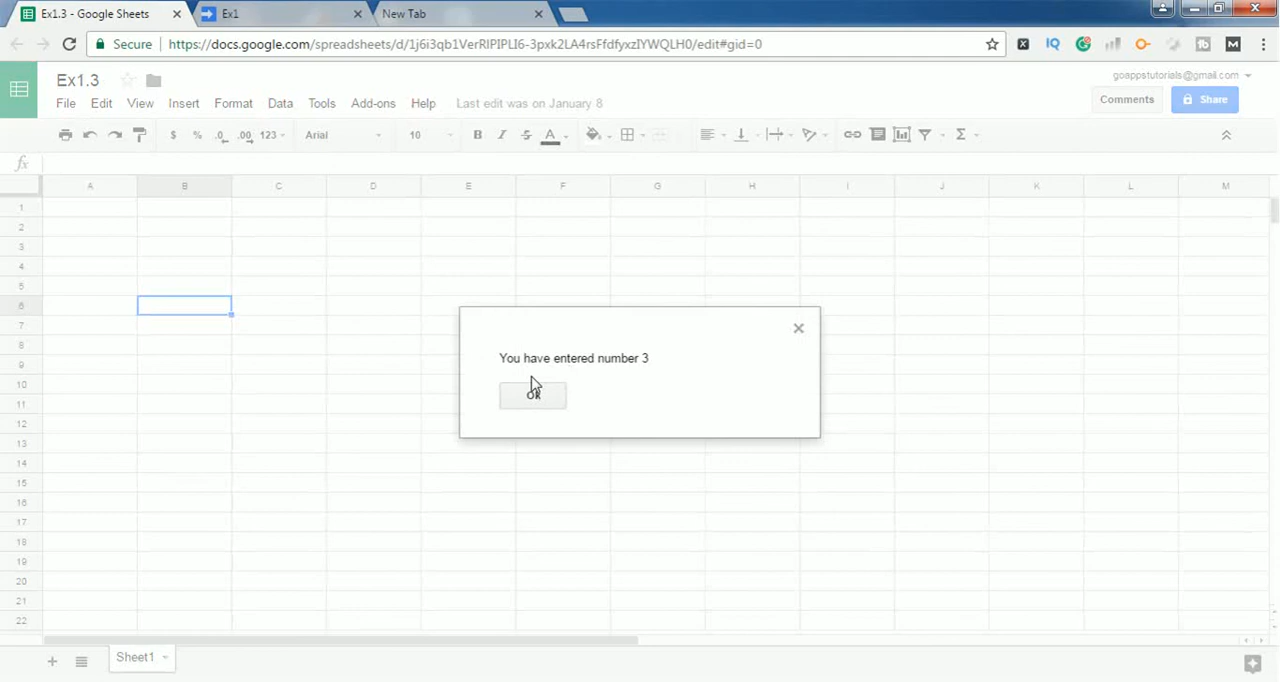 Ex1.3 - Google Sheets Ex1 New Tab
Secure https://docs.google.com/spreadsheets/d/1j6i3qb1VerRIPIPLI6-3pxk2LA4rsFfdfyxzIYWQLH0/edit#gid=0
Ex1.3 goappstutorials@gmail.com
File Edit View Insert Format Data Tools Add-ons Help Last edit was on January 8 Comments Share
$ % .0 .00 123 Arial 10 B I S A Σ
fx
A B C D E F G H I J K L M
1
2
3
4
5
6
7
8
9
10
11
12
13
14
15
16
17
18
19
20
21
22
You have entered number 3
OK
Sheet1